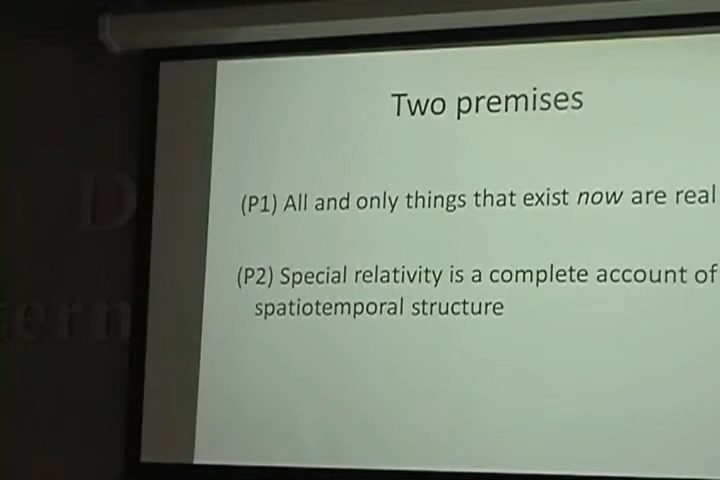 Two premises
(P1) All and only things that exist now are real
(P2) Special relativity is a complete account of
spatiotemporal structure
D
tern